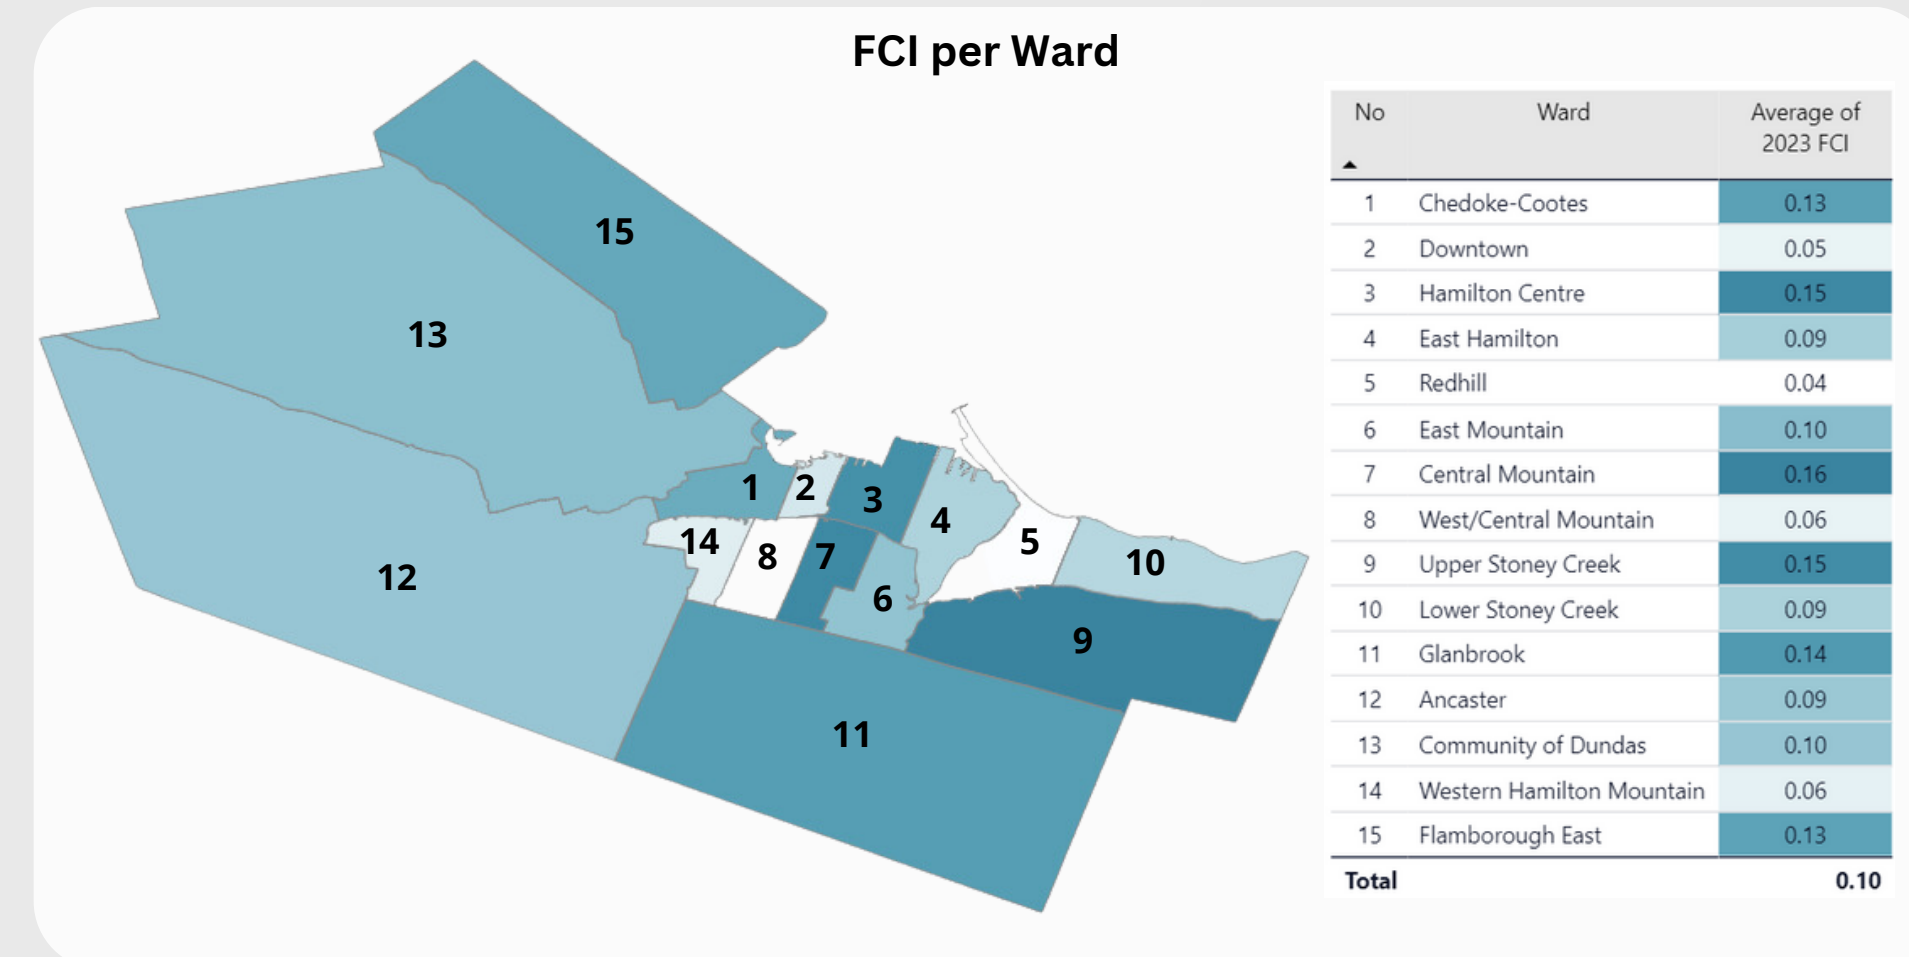 FCI per Ward
15
13
1
2
3
4
14
8
7
5
10
12
6
9
11
No Ward Average of
2023 FCI
1 Chedoke-Cootes 0.13
2 Downtown 0.05
3 Hamilton Centre 0.15
4 East Hamilton 0.09
5 Redhill 0.04
6 East Mountain 0.10
7 Central Mountain 0.16
8 West/Central Mountain 0.06
9 Upper Stoney Creek 0.15
10 Lower Stoney Creek 0.09
11 Glanbrook 0.14
12 Ancaster 0.09
13 Community of Dundas 0.10
14 Western Hamilton Mountain 0.06
15 Flamborough East 0.13
Total 0.10